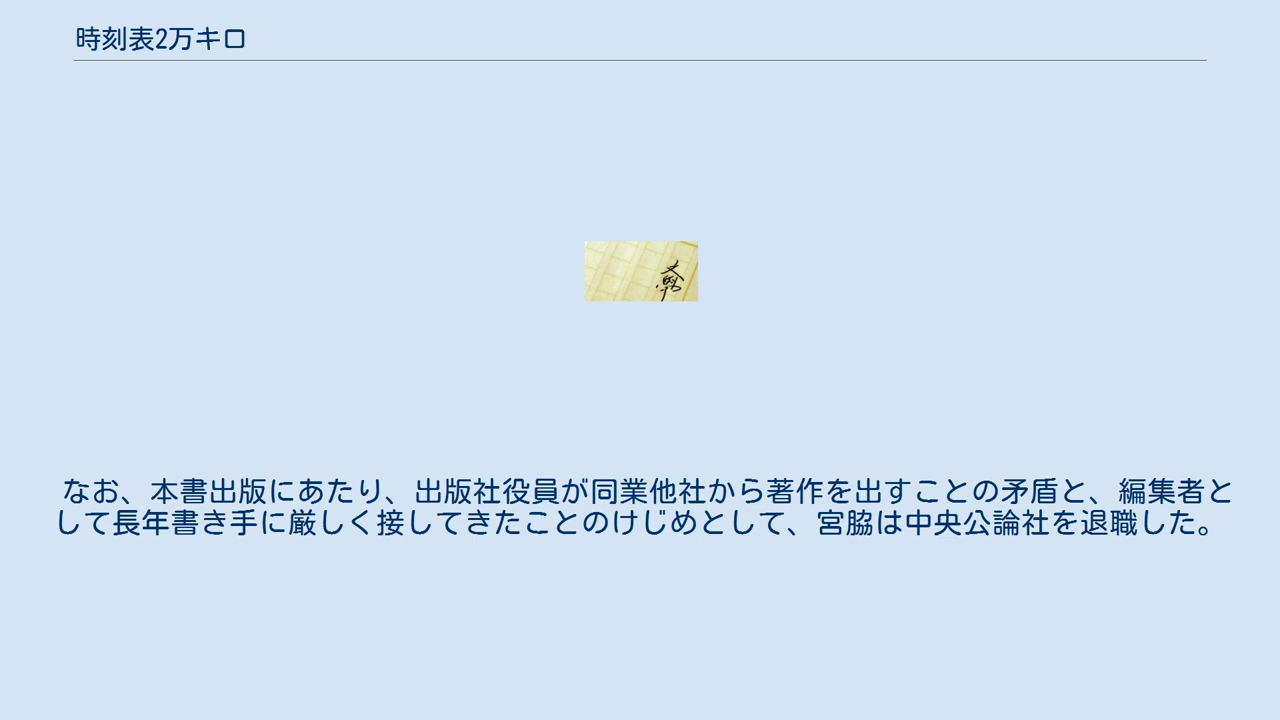 時刻表2万キロ
なお、本書出版にあたり、出版社役員が同業他社から著作を出すことの矛盾と、編集者と
して長年書き手に厳しく接してきたことのけじめとして、宮脇は中央公論社を退職した。